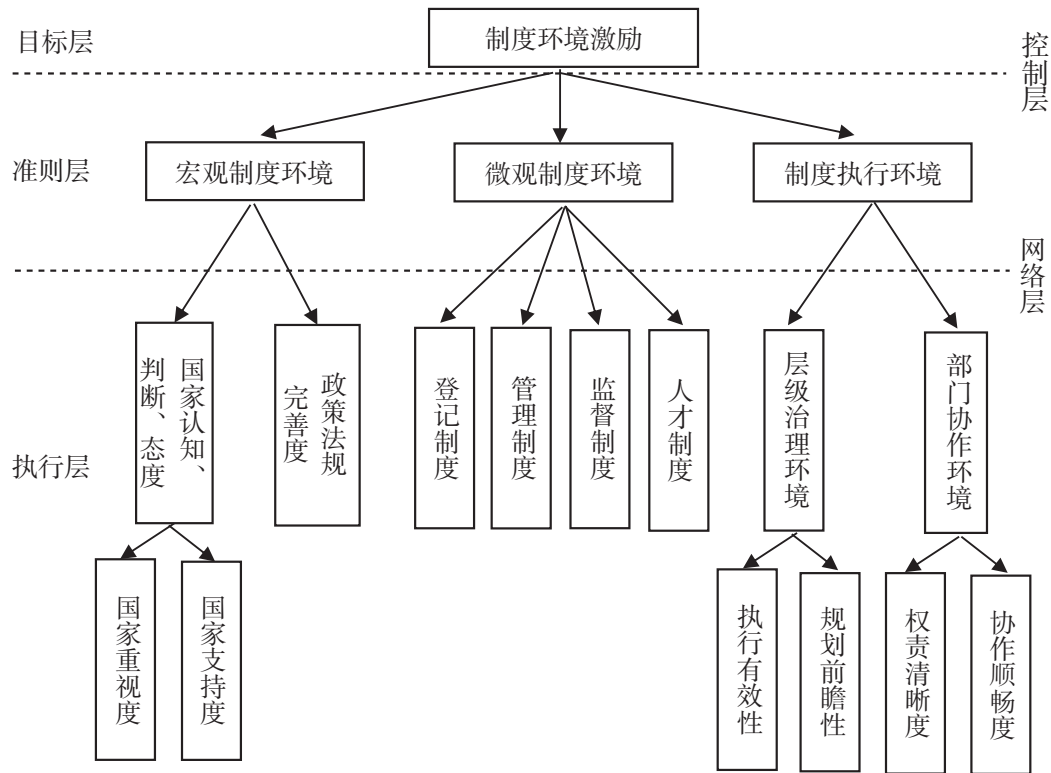 目标层
制度环境激励
控制层
准则层
宏观制度环境
微观制度环境
制度执行环境
网络层
执行层
国家认知、
判断、态度
政策法规
完善度
登记制度
管理制度
监督制度
人才制度
层级治理环境
部门协作环境
国家重视度
国家支持度
执行有效性
规划前瞻性
权责清晰度
协作顺畅度